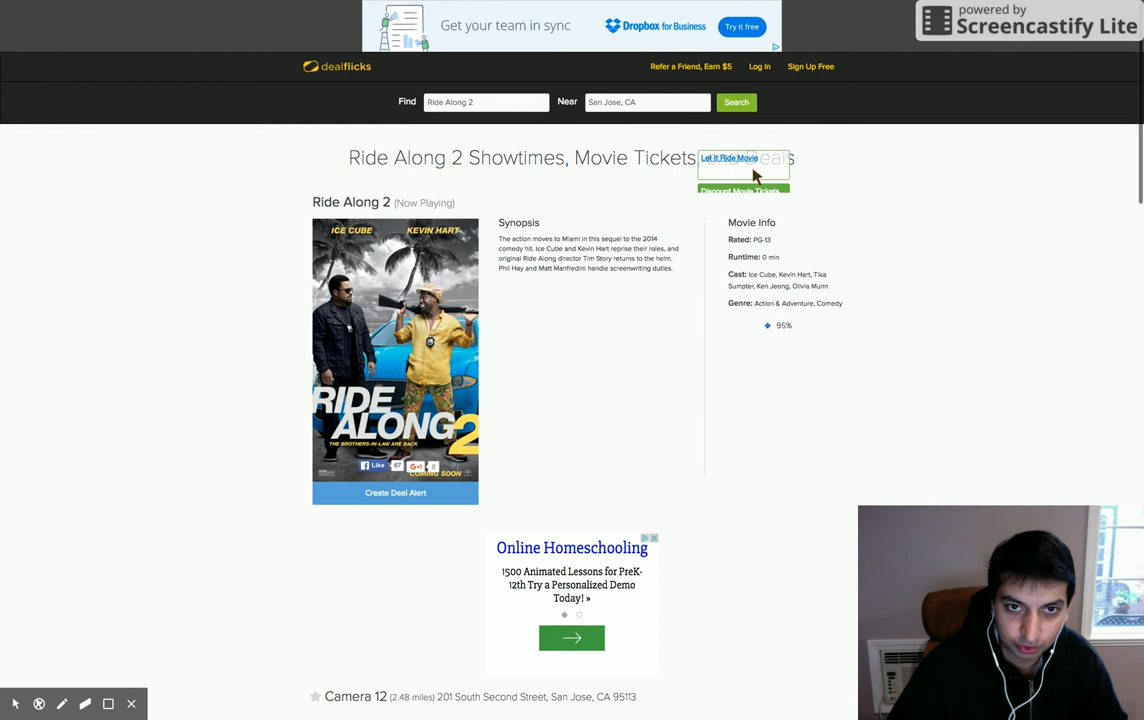 powered by
Screencastify Lite
Get your team in sync
Dropbox for Business
Try it free
dealflicks
Refer a Friend, Earn $5
Log In
Sign Up Free
Find
Ride Along 2
Near
San Jose, CA
Search
Ride Along 2 Showtimes, Movie Tickets and Deals
Let it Ride Movie
Discount Movie Tickets
Ride Along 2 (Now Playing)
ICE CUBE
KEVIN HART
RIDE
ALONG 2
THE BROTHERS-IN-LAW ARE BACK
Like
67
G+1
0
COMING SOON
Create Deal Alert
Synopsis
The action moves to Miami in this sequel to the 2014
comedy hit. Ice Cube and Kevin Hart reprise their roles, and
original Ride Along director Tim Story returns to the helm.
Phil Hay and Matt Manfredini handle screenwriting duties.
Movie Info
Rated: PG-13
Runtime: 0 min
Cast: Ice Cube, Kevin Hart, Tika
Sumpter, Ken Jeong, Olivia Munn
Genre: Action & Adventure, Comedy
95%
Online Homeschooling
1500 Animated Lessons for PreK-
12th Try a Personalized Demo
Today! »
Camera 12 (2.48 miles) 201 South Second Street, San Jose, CA 95113